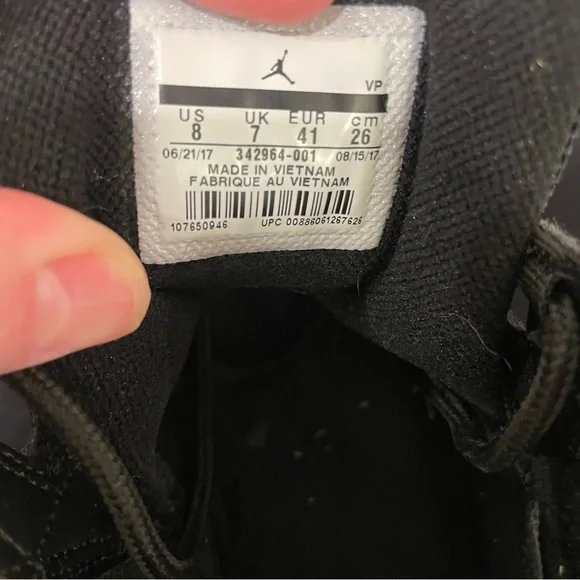 VP
US UK EUR cm
8 7 41 26
06/21/17 342964-001 08/15/17
MADE IN VIETNAM
FABRIQUE AU VIETNAM
107650946 UPC 00886061267626